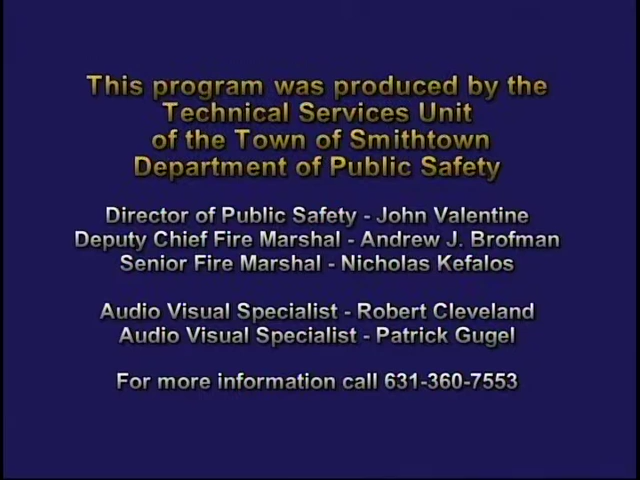 This program was produced by the
Technical Services Unit
of the Town of Smithtown
Department of Public Safety
Director of Public Safety - John Valentine
Deputy Chief Fire Marshal - Andrew J. Brofman
Senior Fire Marshal - Nicholas Kefalos
Audio Visual Specialist - Robert Cleveland
Audio Visual Specialist - Patrick Gugel
For more information call 631-360-7553